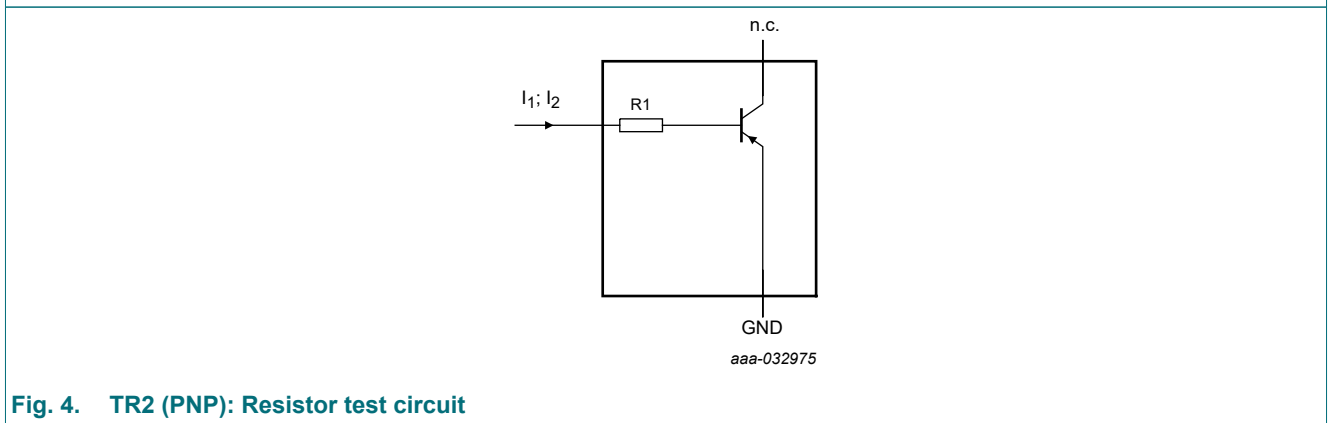 n.c.
I1; I2
R1
GND
aaa-032975
Fig. 4. TR2 (PNP): Resistor test circuit